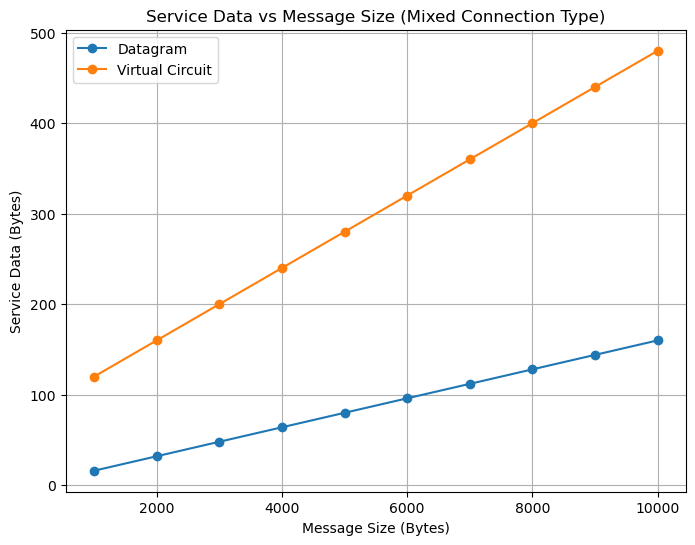 Service Data vs Message Size (Mixed Connection Type)
Datagram
Virtual Circuit
Service Data (Bytes)
500
400
300
200
100
0
2000 4000 6000 8000 10000
Message Size (Bytes)